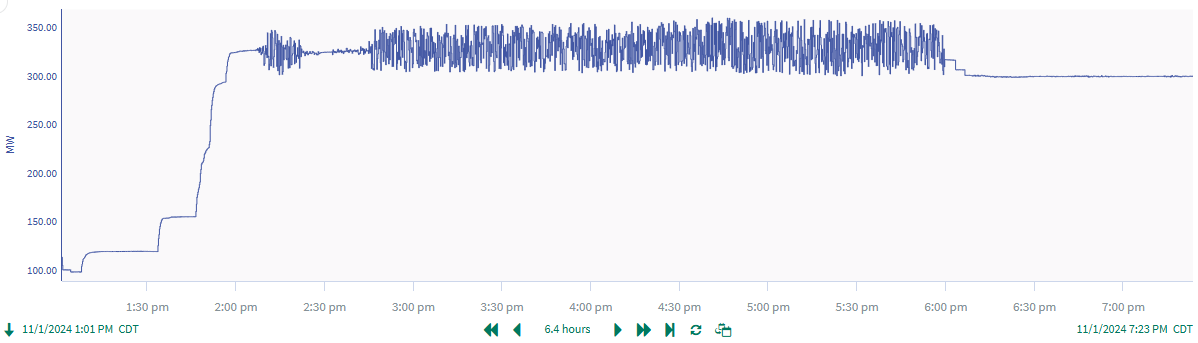 350.00
300.00
250.00
200.00
150.00
100.00
MW
1:30 pm 2:00 pm 2:30 pm 3:00 pm 3:30 pm 4:00 pm 4:30 pm 5:00 pm 5:30 pm 6:00 pm 6:30 pm 7:00 pm
11/1/2024 1:01 PM CDT 6.4 hours 11/1/2024 7:23 PM CDT